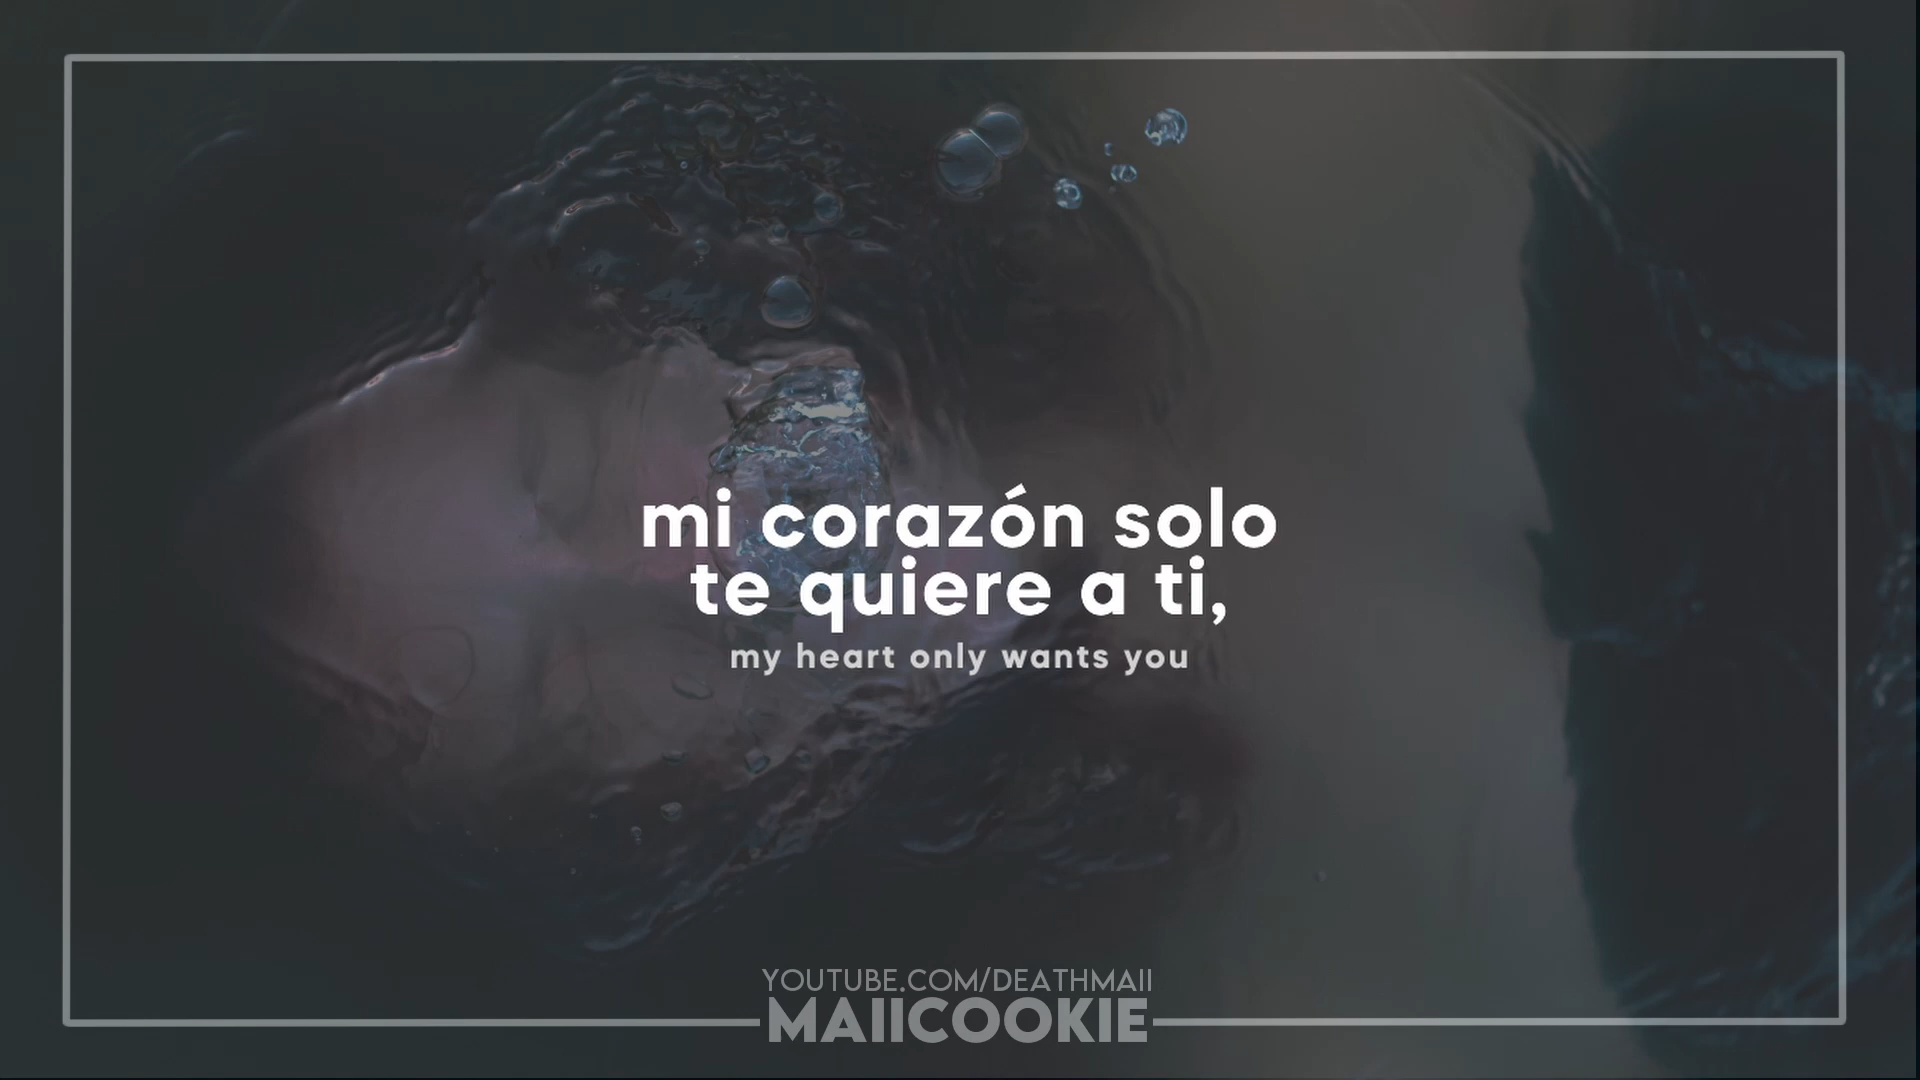 mi corazón solo
te quiere a ti,
my heart only wants you
YOUTUBE.COM/DEATHMAII
MAIICOOKIE